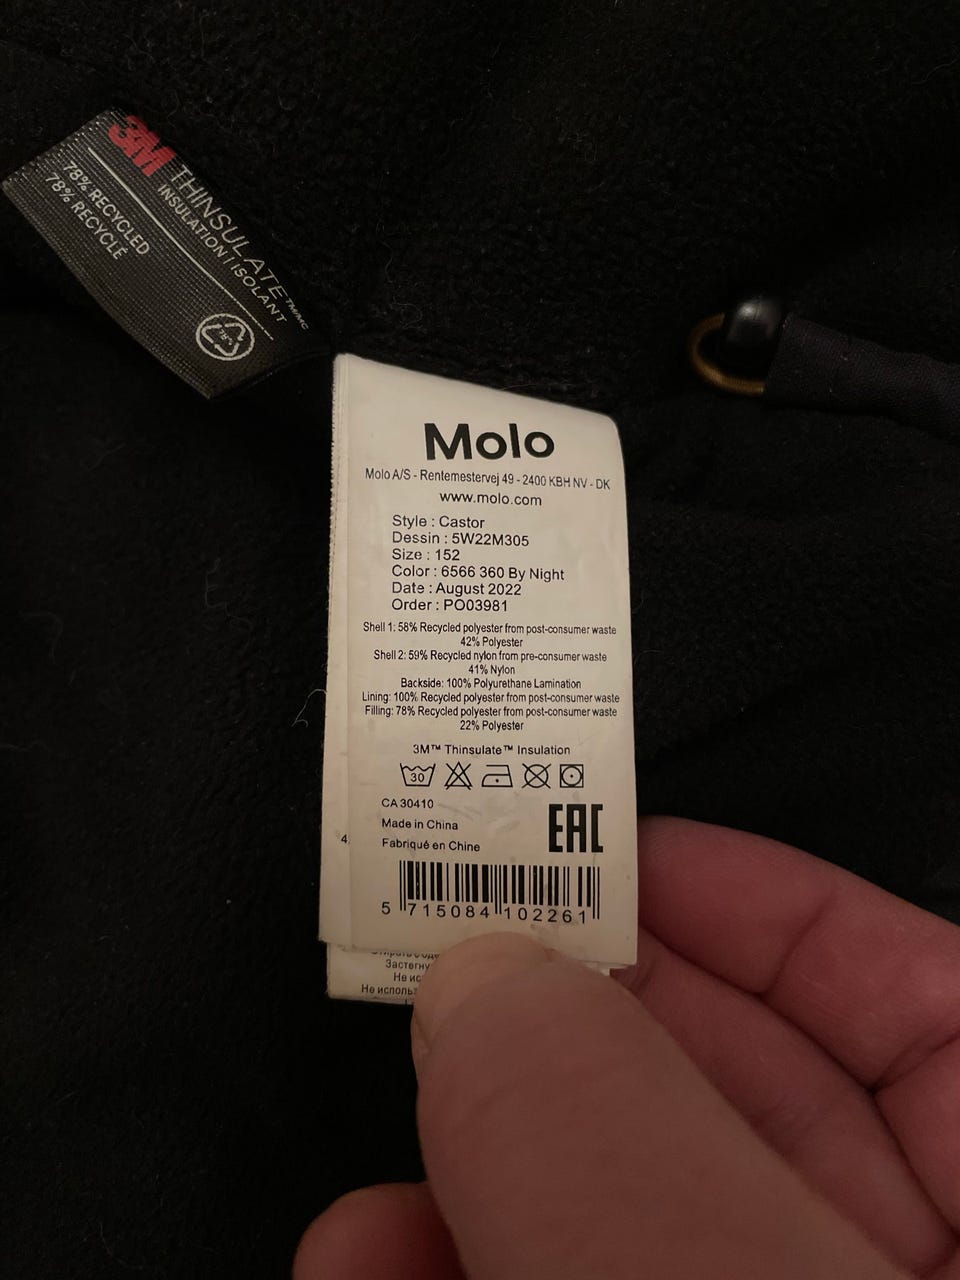 3M THINSULATE™/MC
INSULATION | ISOLANT
78% RECYCLED
78% RECYCLÉ
Molo
Molo A/S - Rentemestervej 49 - 2400 KBH NV - DK
www.molo.com
Style : Castor
Dessin : 5W22M305
Size : 152
Color : 6566 360 By Night
Date : August 2022
Order : PO03981
Shell 1: 58% Recycled polyester from post-consumer waste
42% Polyester
Shell 2: 59% Recycled nylon from pre-consumer waste
41% Nylon
Backside: 100% Polyurethane Lamination
Lining: 100% Recycled polyester from post-consumer waste
Filling: 78% Recycled polyester from post-consumer waste
22% Polyester
3M™ Thinsulate™ Insulation
30
CA 30410
Made in China
Fabriqué en Chine
EAC
4
5 715084 102261
Не